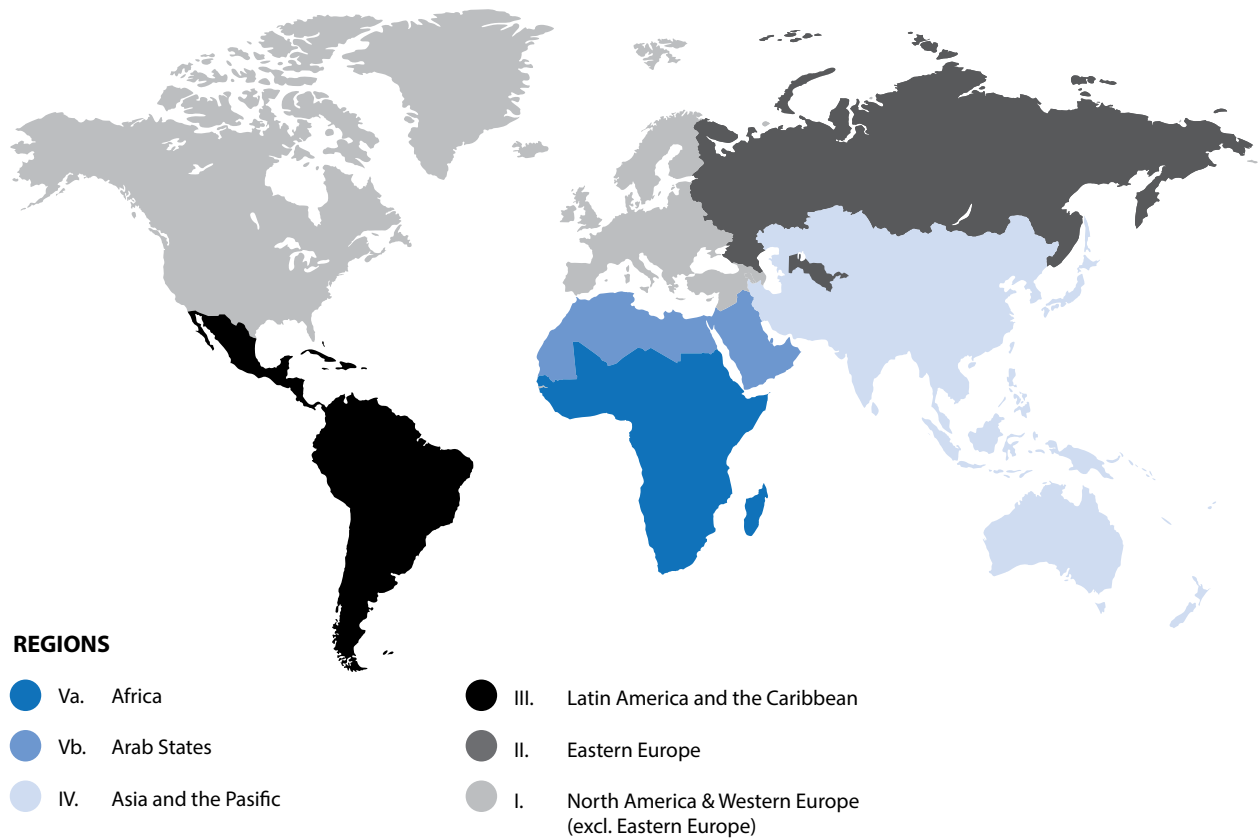 REGIONS
Va. Africa
Vb. Arab States
IV. Asia and the Pasific
III. Latin America and the Caribbean
II. Eastern Europe
I. North America & Western Europe
(excl. Eastern Europe)